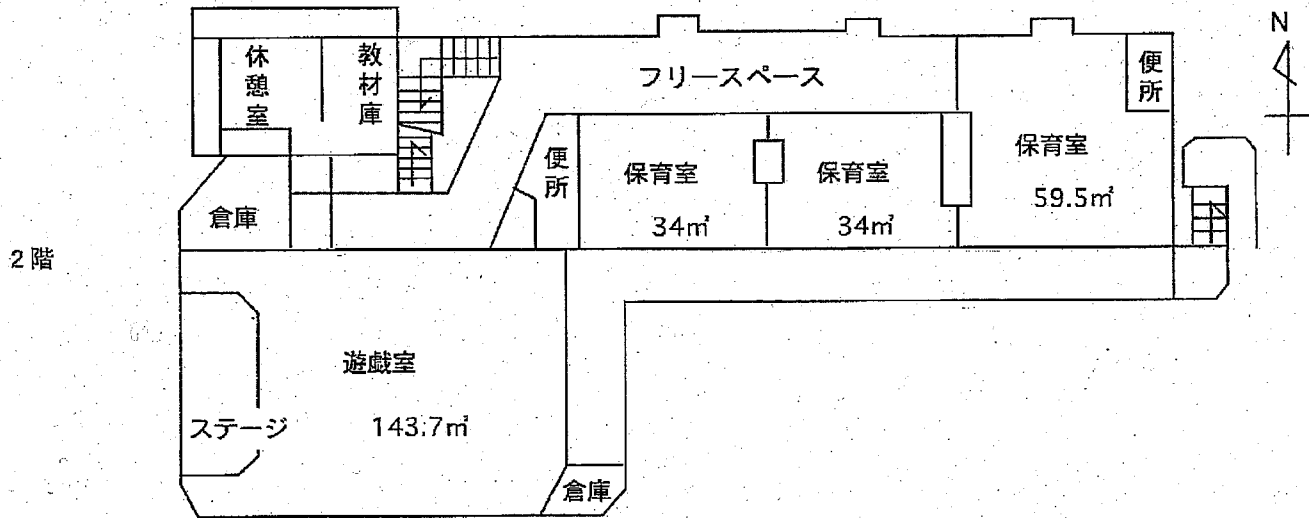 N
休憩室
教材庫
フリースペース
便所
便所
保育室
34㎡
保育室
34㎡
保育室
59.5㎡
倉庫
2階
遊戯室
143.7㎡
ステージ
倉庫